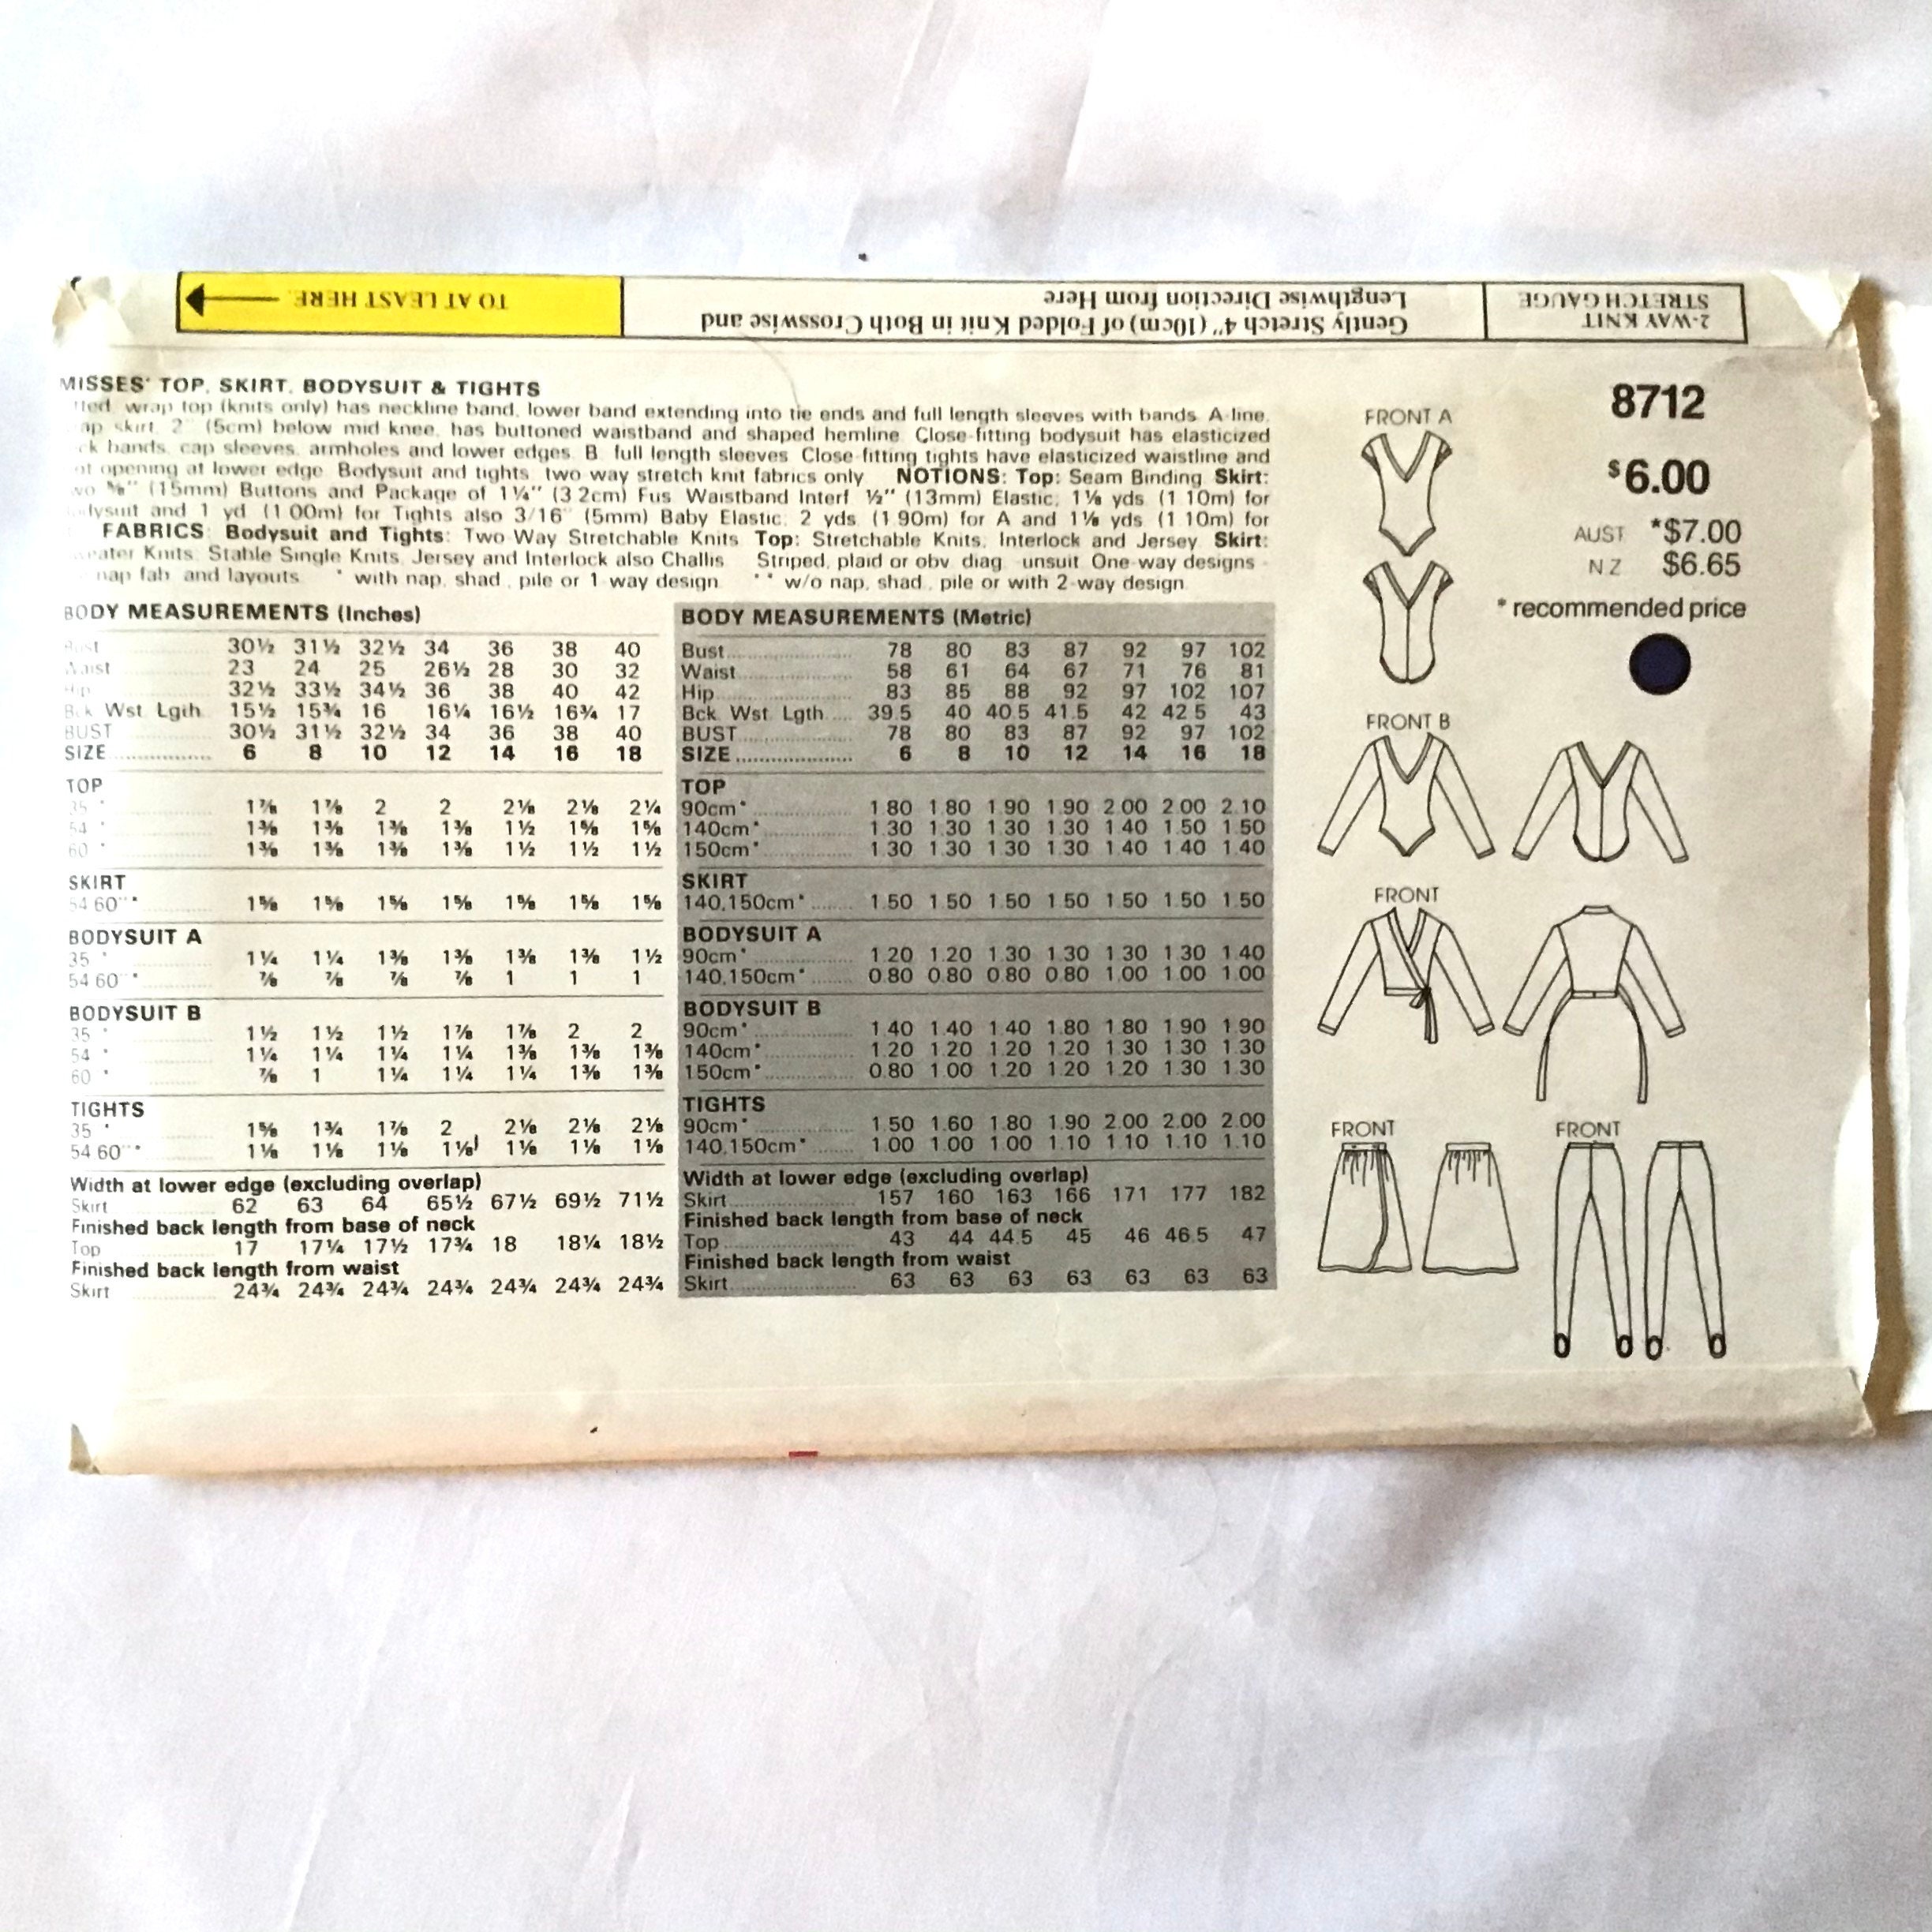 2-WAY KNIT
STRETCH GAUGE
Gently Stretch 4" (10cm) of Folded Knit in Both Crosswise and
Lengthwise Direction from Here
TO AT LEAST HERE.
MISSES' TOP, SKIRT, BODYSUIT & TIGHTS
wrap top (knits only) has neckline band, lower band extending into tie ends and full length sleeves with bands. A-line,
skirt, 2" (5cm) below mid knee, has buttoned waistband and shaped hemline. Close-fitting bodysuit has elasticized
bands, cap sleeves, armholes and lower edges. B. full length sleeves. Close-fitting tights have elasticized waistline and
opening at lower edge. Bodysuit and tights, two way stretch knit fabrics only. NOTIONS: Top: Seam Binding. Skirt:
⅝" (15mm) Buttons and Package of 1¼" (3.2cm) Fus. Waistband Interf. ½" (13mm) Elastic, 1⅛ yds. (1.10m) for
and 1 yd. (1.00m) for Tights also 3/16" (5mm) Baby Elastic; 2 yds. (1.90m) for A and 1⅛ yds. (1.10m) for
FABRICS: Bodysuit and Tights: Two-Way Stretchable Knits. Top: Stretchable Knits, Interlock and Jersey. Skirt:
Knits, Stable Single Knits, Jersey and Interlock also Challis. Striped, plaid or obv. diag. unsuit. One-way designs -
nap fab. and layouts. * with nap, shad., pile or 1-way design. ** w/o nap, shad., pile or with 2-way design.
BODY MEASUREMENTS (Inches)
Bust 30½ 31½ 32½ 34 36 38 40
Waist 23 24 25 26½ 28 30 32
Hip 32½ 33½ 34½ 36 38 40 42
Bck. Wst. Lgth. 15½ 15¾ 16 16¼ 16½ 16¾ 17
BUST 30½ 31½ 32½ 34 36 38 40
SIZE 6 8 10 12 14 16 18
TOP
35"* 1⅞ 1⅞ 2 2 2⅛ 2⅛ 2¼
54"* 1⅜ 1⅜ 1⅜ 1⅜ 1½ 1⅝ 1⅝
60"* 1⅜ 1⅜ 1⅜ 1⅜ 1½ 1½ 1½
SKIRT
54 60"* 1⅝ 1⅝ 1⅝ 1⅝ 1⅝ 1⅝ 1⅝
BODYSUIT A
35"* 1¼ 1¼ 1⅜ 1⅜ 1⅜ 1⅜ 1½
54 60"* ⅞ ⅞ ⅞ ⅞ 1 1 1
BODYSUIT B
35"* 1½ 1½ 1½ 1⅞ 1⅞ 2 2
54"* 1¼ 1¼ 1¼ 1¼ 1⅜ 1⅜ 1⅜
60"* ⅞ 1 1¼ 1¼ 1¼ 1⅜ 1⅜
TIGHTS
35"* 1⅝ 1¾ 1⅞ 2 2⅛ 2⅛ 2⅛
54 60"* 1⅛ 1⅛ 1⅛ 1⅛ 1⅛ 1⅛ 1⅛
Width at lower edge (excluding overlap)
Skirt 62 63 64 65½ 67½ 69½ 71½
Finished back length from base of neck
Top 17 17¼ 17½ 17¾ 18 18¼ 18½
Finished back length from waist
Skirt 24¾ 24¾ 24¾ 24¾ 24¾ 24¾ 24¾
BODY MEASUREMENTS (Metric)
Bust 78 80 83 87 92 97 102
Waist 58 61 64 67 71 76 81
Hip 83 85 88 92 97 102 107
Bck. Wst. Lgth. 39.5 40 40.5 41.5 42 42.5 43
BUST 78 80 83 87 92 97 102
SIZE 6 8 10 12 14 16 18
TOP
90cm* 1.80 1.80 1.90 1.90 2.00 2.00 2.10
140cm* 1.30 1.30 1.30 1.30 1.40 1.50 1.50
150cm* 1.30 1.30 1.30 1.30 1.40 1.40 1.40
SKIRT
140,150cm* 1.50 1.50 1.50 1.50 1.50 1.50 1.50
BODYSUIT A
90cm* 1.20 1.20 1.30 1.30 1.30 1.30 1.40
140,150cm* 0.80 0.80 0.80 0.80 1.00 1.00 1.00
BODYSUIT B
90cm* 1.40 1.40 1.40 1.80 1.80 1.90 1.90
140cm* 1.20 1.20 1.20 1.20 1.30 1.30 1.30
150cm* 0.80 1.00 1.20 1.20 1.20 1.30 1.30
TIGHTS
90cm* 1.50 1.60 1.80 1.90 2.00 2.00 2.00
140,150cm* 1.00 1.00 1.00 1.10 1.10 1.10 1.10
Width at lower edge (excluding overlap)
Skirt 157 160 163 166 171 177 182
Finished back length from base of neck
Top 43 44 44.5 45 46 46.5 47
Finished back length from waist
Skirt 63 63 63 63 63 63 63
FRONT A
FRONT B
FRONT
FRONT
FRONT
8712
$6.00
AUST *$7.00
N Z $6.65
* recommended price